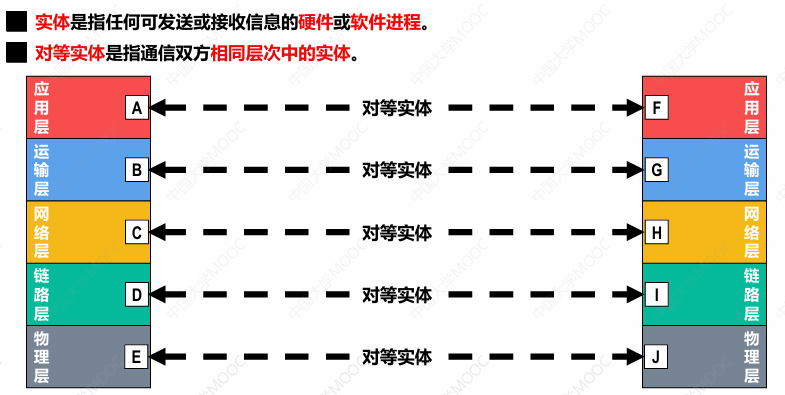 实体是指任何可发送或接收信息的硬件或软件进程。
对等实体是指通信双方相同层次中的实体。
应用层 A 对等实体 F 应用层
运输层 B 对等实体 G 运输层
网络层 C 对等实体 H 网络层
链路层 D 对等实体 I 链路层
物理层 E 对等实体 J 物理层
中国大学MOOC